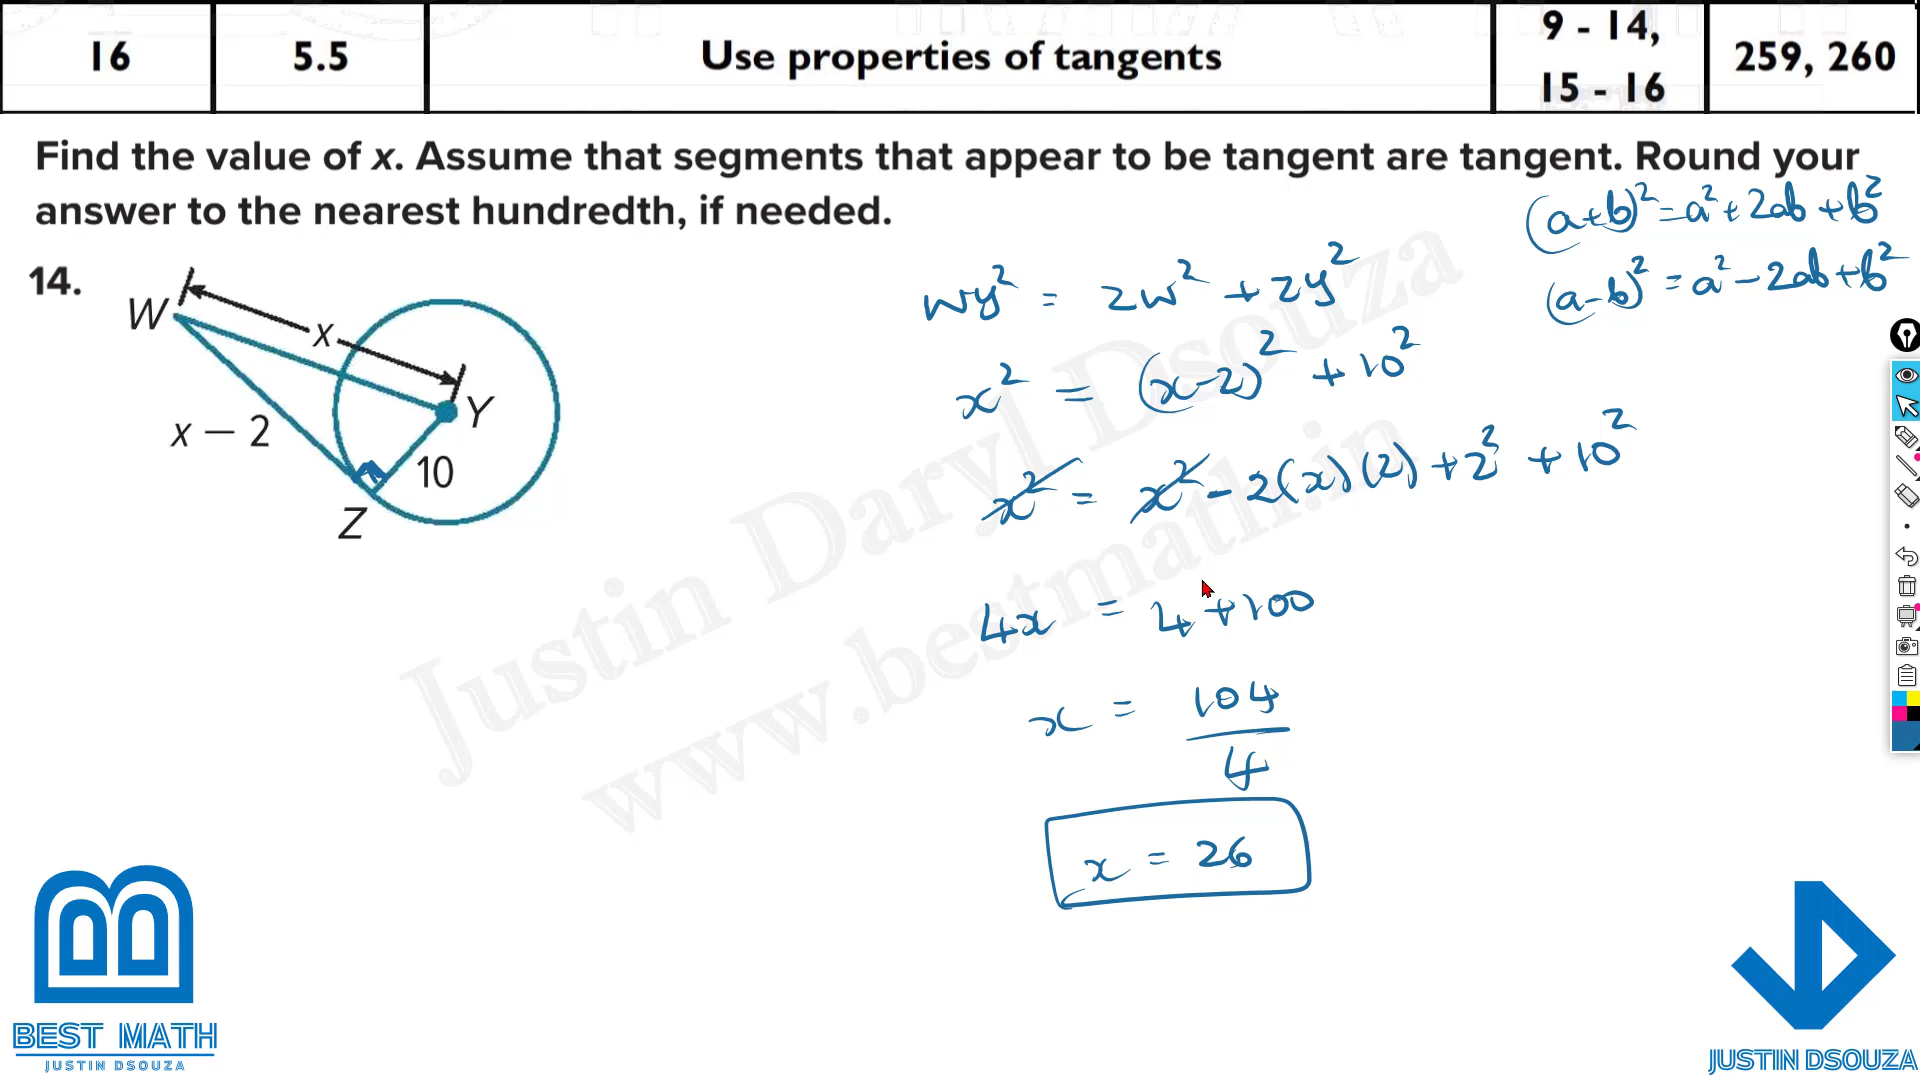 16 5.5 Use properties of tangents 9 - 14, 15 - 16 259, 260
Find the value of x. Assume that segments that appear to be tangent are tangent. Round your
answer to the nearest hundredth, if needed.
(a+b)² = a² + 2ab + b²
(a-b)² = a² - 2ab + b²
14.
W
x
Y
x − 2
10
Z
wy² = zw² + zy²
x² = (x-2)² + 10²
x² = x² - 2(x)(2) + 2² + 10²
4x = 4 + 100
x = 104/4
x = 26
Justin Daryl Dsouza
www.bestmath.in
B
BEST MATH
JUSTIN DSOUZA
JUSTIN DSOUZA